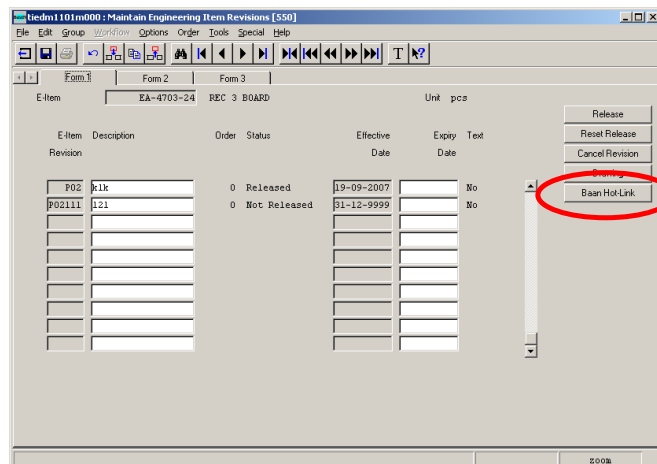 tiedm1101m000 : Maintain Engineering Item Revisions [550]
File Edit Group Workflow Options Order Tools Special Help
T
Form 1 Form 2 Form 3
E-Item EA-4703-24 REC 3 BOARD Unit pcs
Release
E-Item Description Order Status Effective Expiry Text Reset Release
Revision Date Date Cancel Revision
P02 klk 0 Released 19-09-2007 No Baan Hot-Link
P02111 121 0 Not Released 31-12-9999 No
zoom